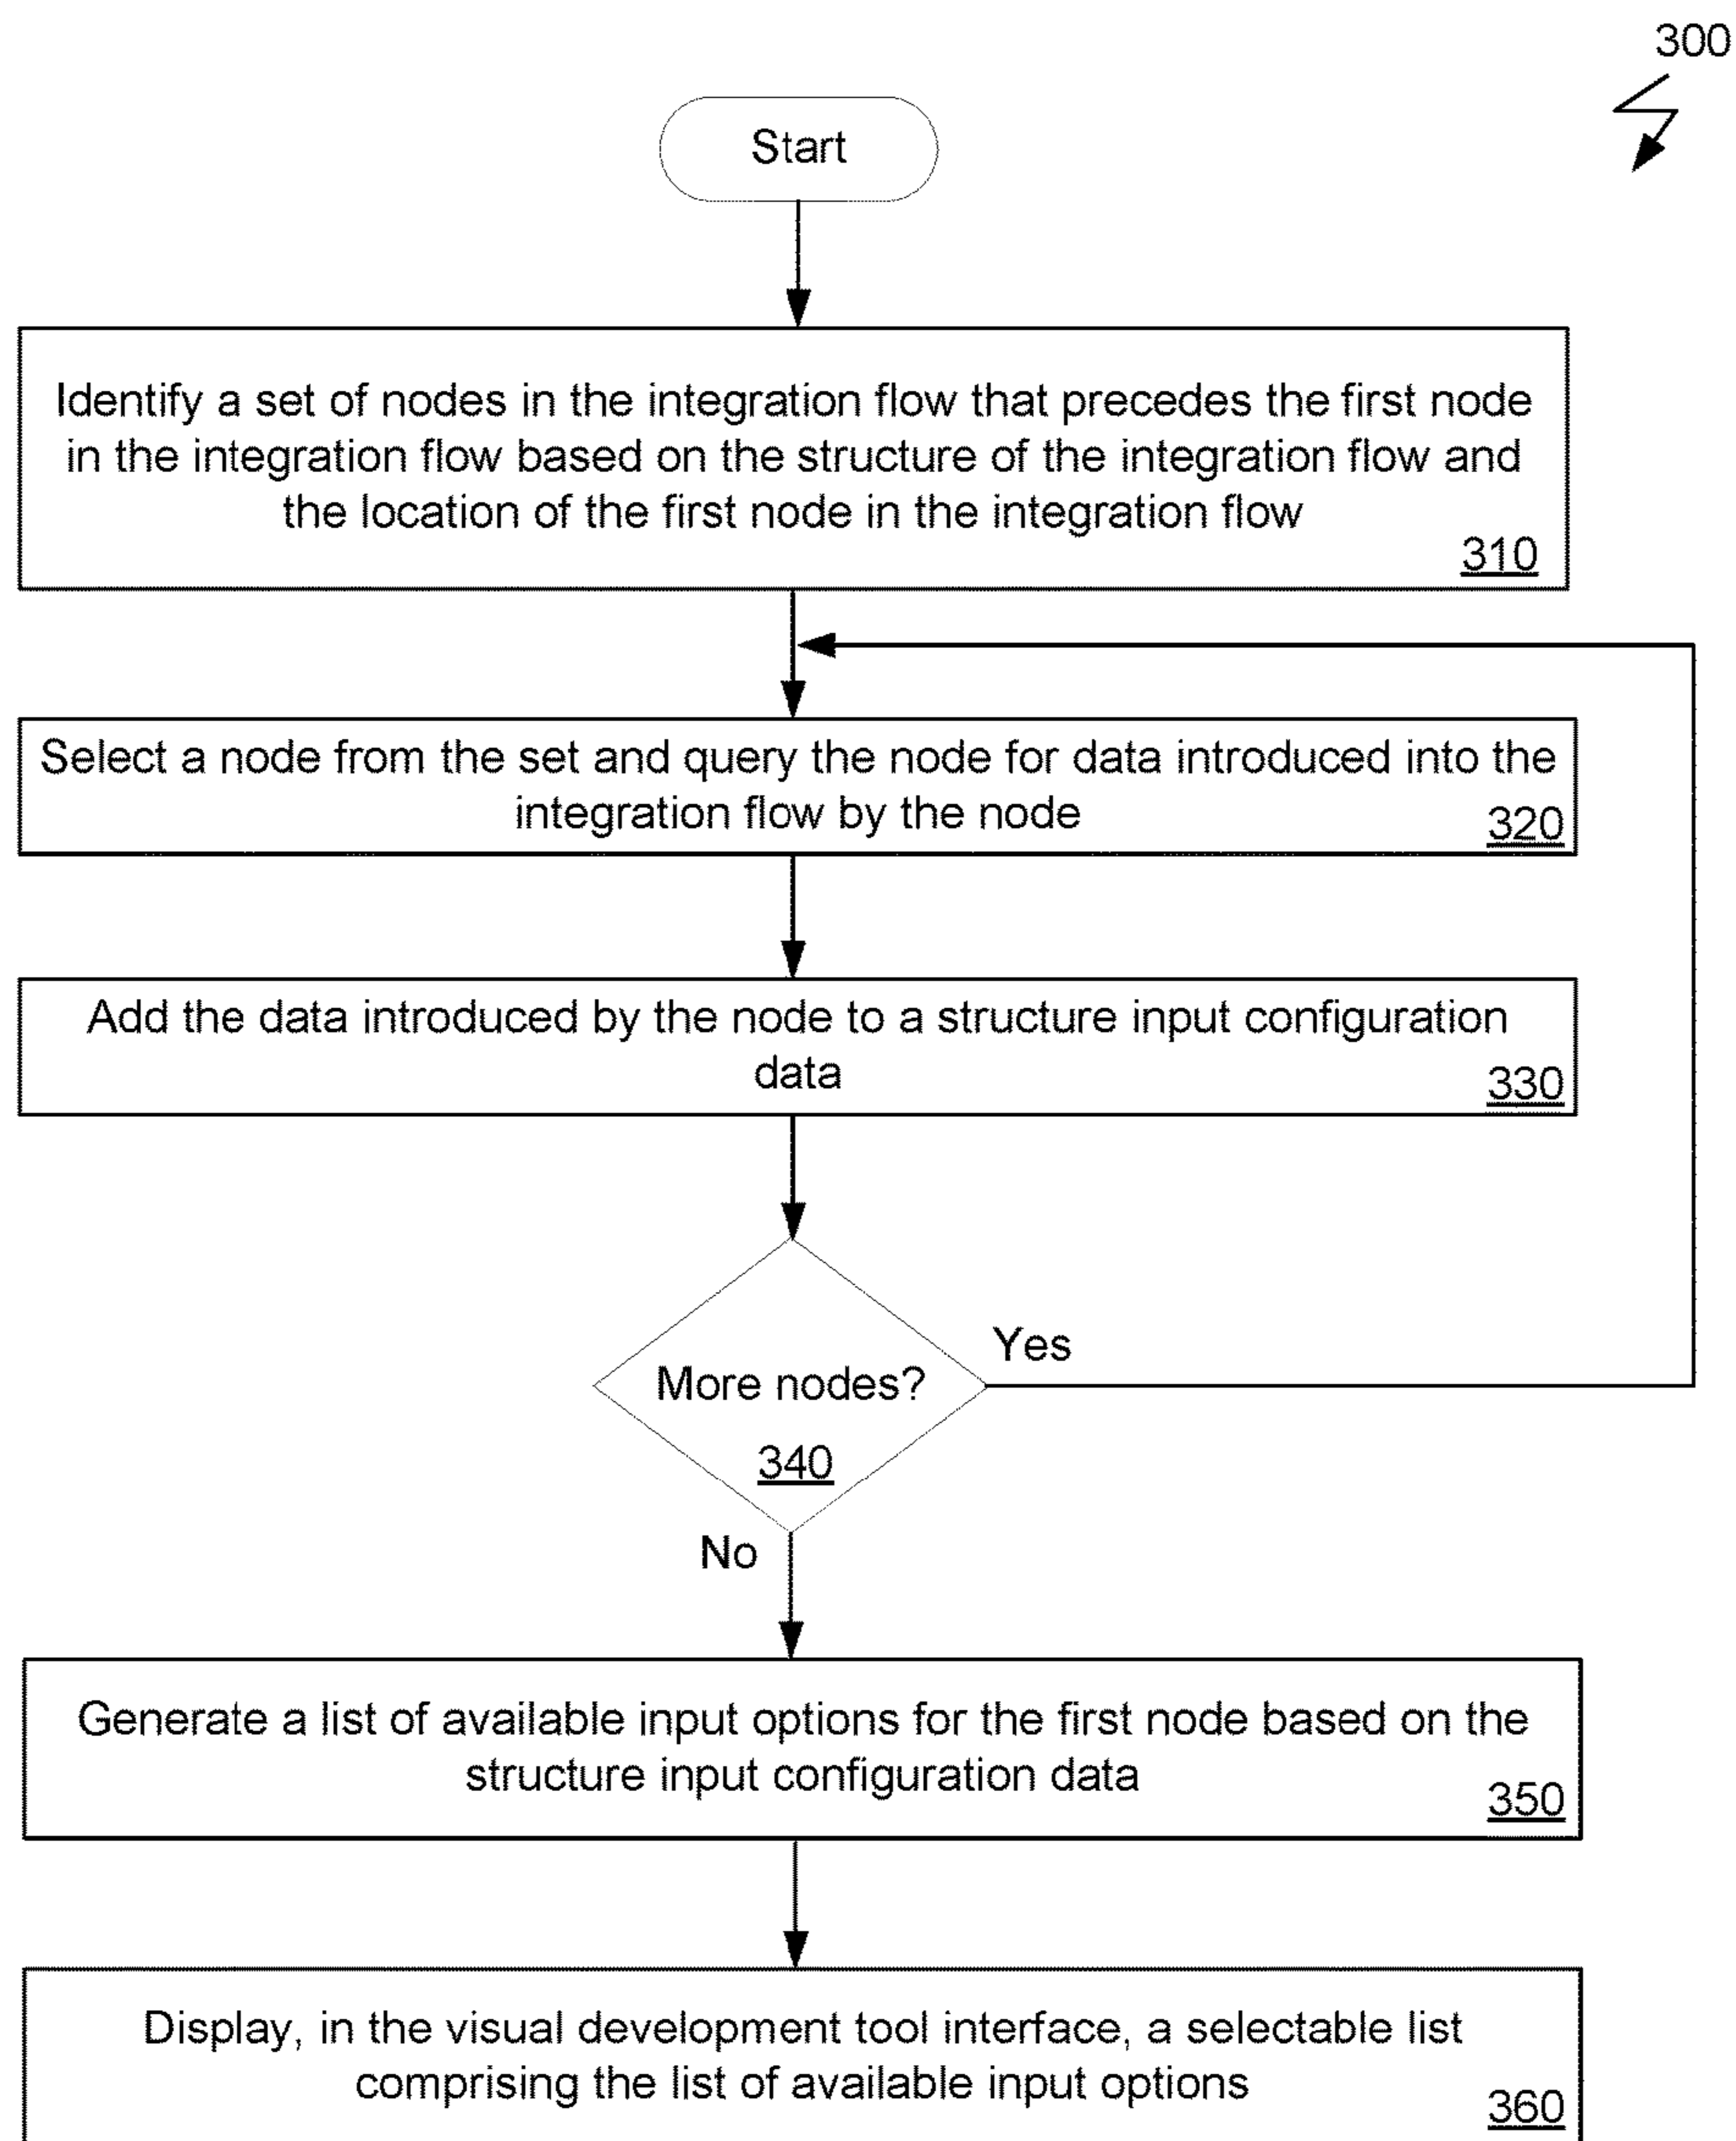 300
Start
Identify a set of nodes in the integration flow that precedes the first node
in the integration flow based on the structure of the integration flow and
the location of the first node in the integration flow
310
Select a node from the set and query the node for data introduced into the
integration flow by the node
320
Add the data introduced by the node to a structure input configuration
data
330
More nodes?
Yes
340
No
Generate a list of available input options for the first node based on the
structure input configuration data
350
Display, in the visual development tool interface, a selectable list
comprising the list of available input options
360